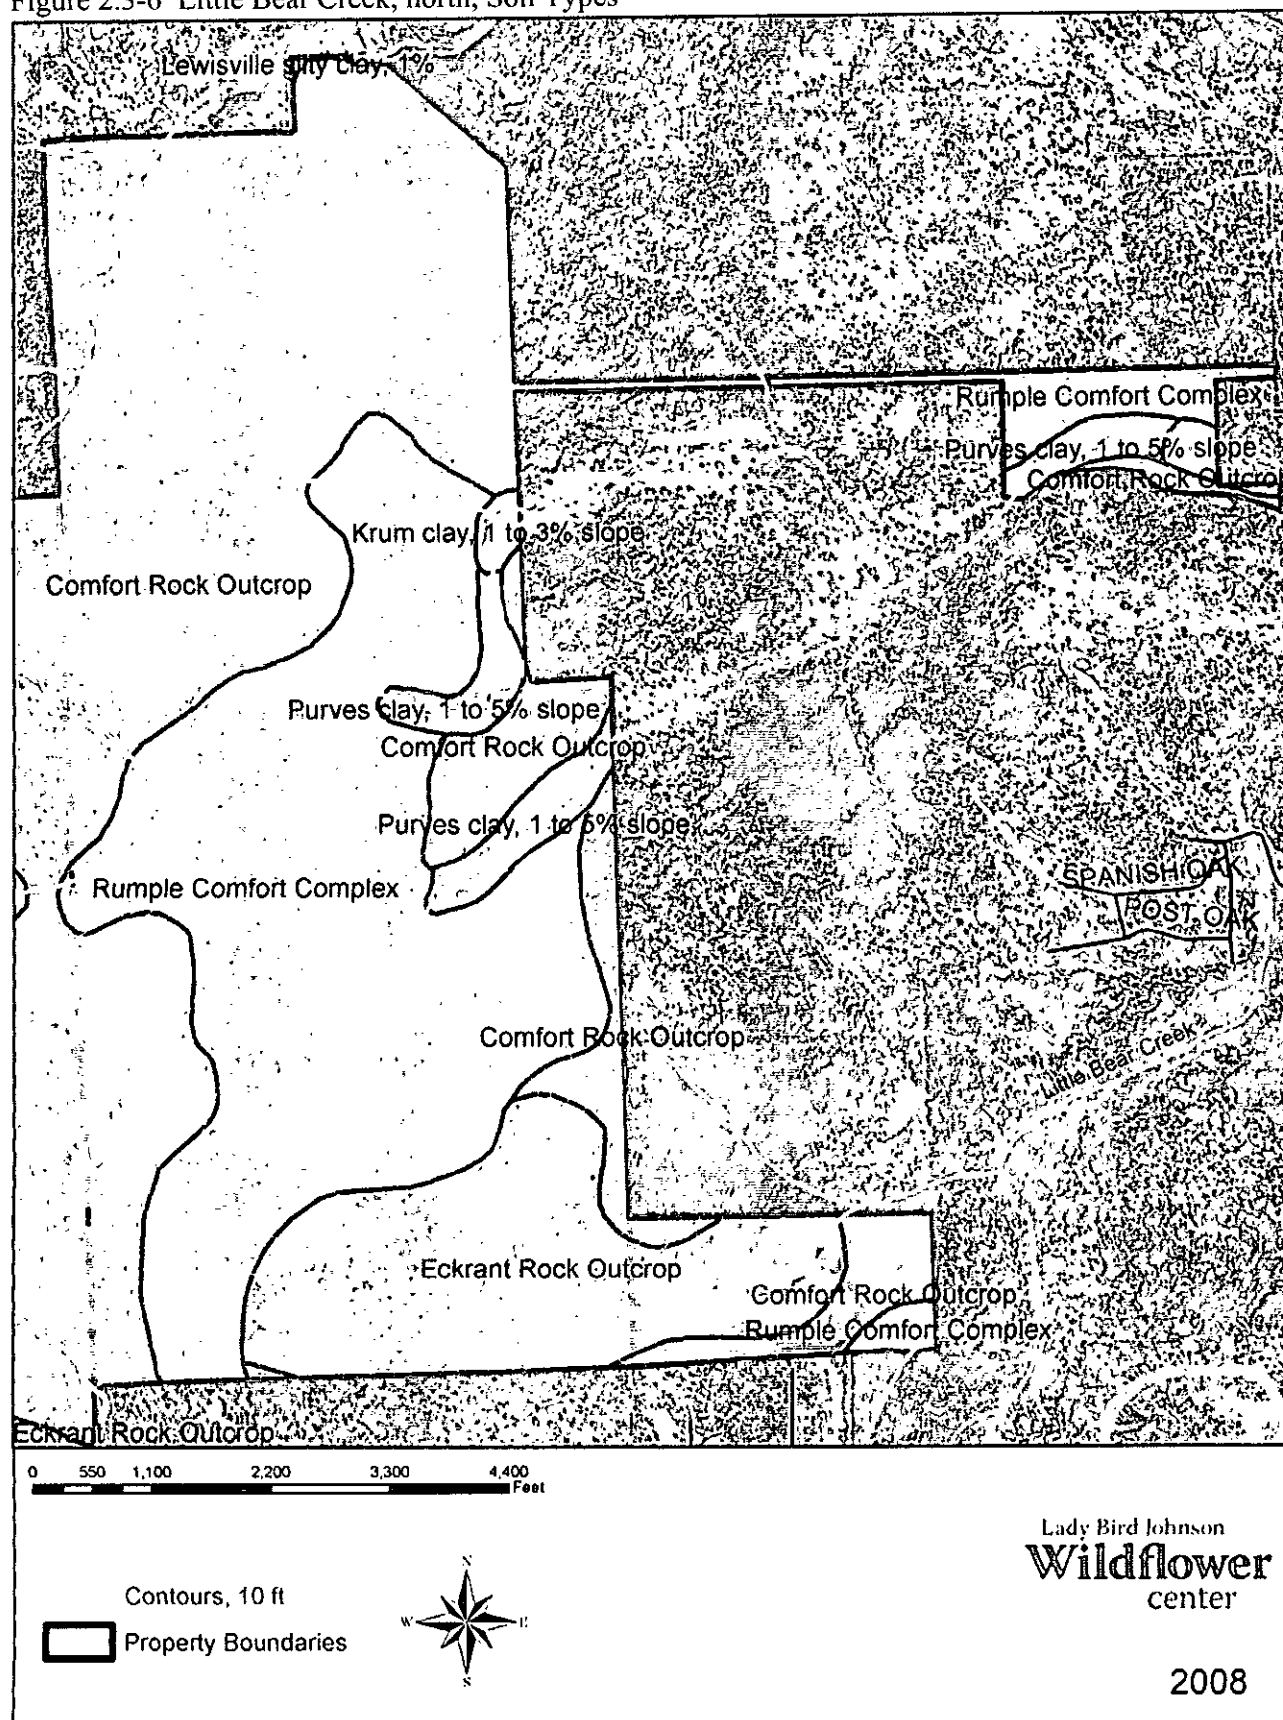 Figure 2.3-6 Little Bear Creek, north, Soil Types
Lewisville silty clay, 1%
Rumple Comfort Complex
Purves clay, 1 to 5% slope
Comfort Rock Outcrop
Krum clay, 1 to 3% slope
Comfort Rock Outcrop
Purves clay, 1 to 5% slope
Comfort Rock Outcrop
Purves clay, 1 to 5% slope
Rumple Comfort Complex
SPANISH OAK
POST OAK
Comfort Rock Outcrop
Little Bear Creek
Eckrant Rock Outcrop
Comfort Rock Outcrop
Rumple Comfort Complex
Eckrant Rock Outcrop
0 550 1,100 2,200 3,300 4,400
Feet
Lady Bird Johnson
Wildflower
center
N
W E
S
Contours, 10 ft
Property Boundaries
2008